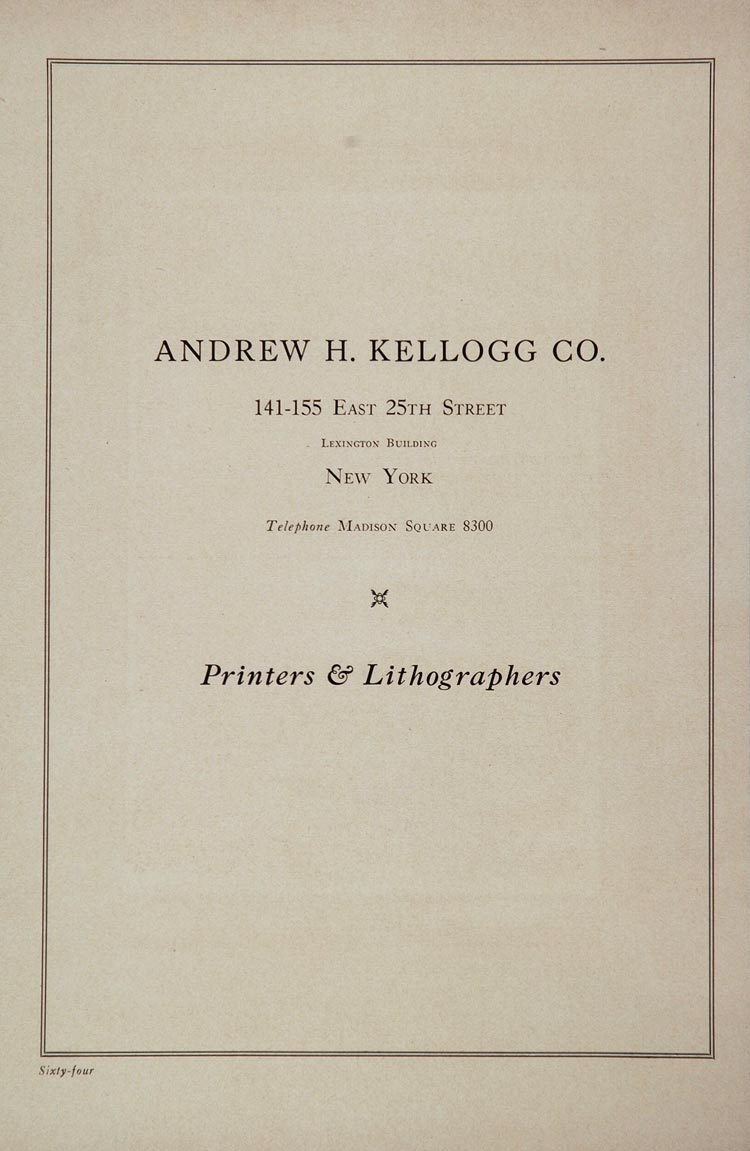 ANDREW H. KELLOGG CO.
141-155 EAST 25TH STREET
LEXINGTON BUILDING
NEW YORK
Telephone MADISON SQUARE 8300
Printers & Lithographers
Sixty-four